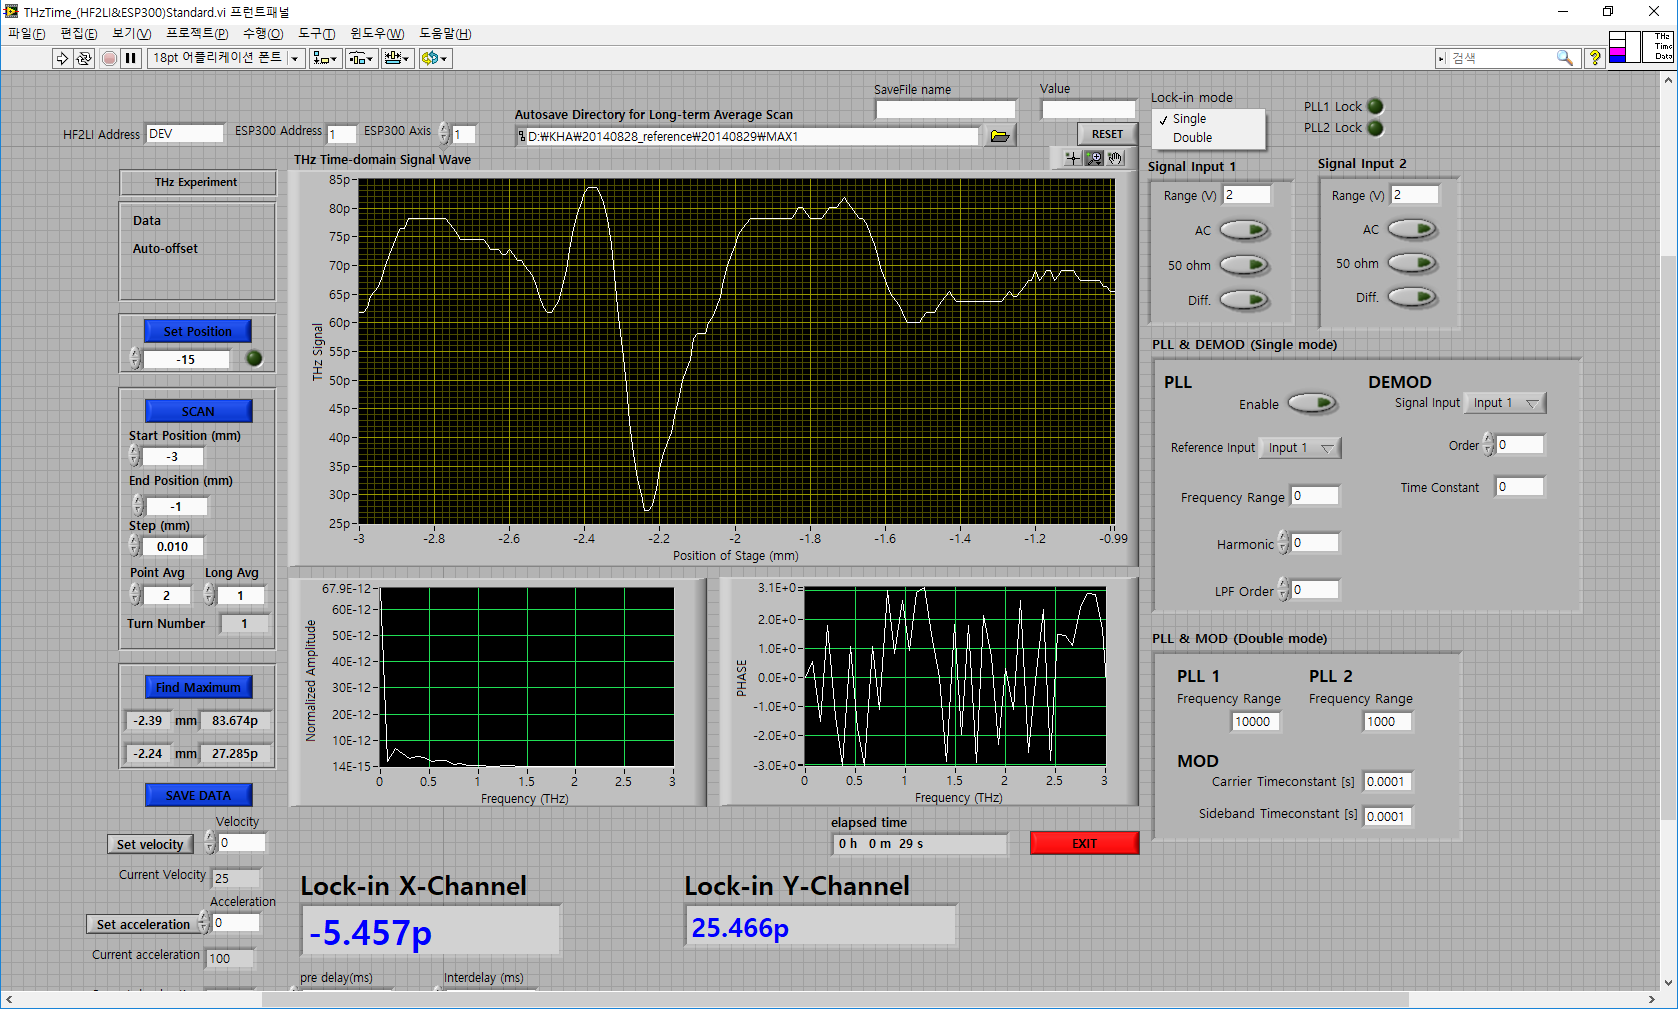 THzTime_(HF2LI&ESP300)Standard.vi 프런트패널
파일(F) 편집(E) 보기(V) 프로젝트(P) 수행(O) 도구(T) 윈도우(W) 도움말(H)
18pt 어플리케이션 폰트
검색
THz
Time
Data
SaveFile name
Value
Lock-in mode
Single
Double
PLL1 Lock
PLL2 Lock
HF2LI Address DEV
ESP300 Address 1
ESP300 Axis 1
Autosave Directory for Long-term Average Scan
D:₩KHA₩20140828_reference₩20140829₩MAX1
RESET
THz Experiment
Data
Auto-offset
Set Position
-15
SCAN
Start Position (mm)
-3
End Position (mm)
-1
Step (mm)
0.010
Point Avg Long Avg
2 1
Turn Number 1
Find Maximum
-2.39 mm 83.674p
-2.24 mm 27.285p
SAVE DATA
Velocity
Set velocity 0
Current Velocity 25
Acceleration
Set acceleration 0
Current acceleration 100
THz Time-domain Signal Wave
THz Signal
85p
80p
75p
70p
65p
60p
55p
50p
45p
40p
35p
30p
25p
-3 -2.8 -2.6 -2.4 -2.2 -2 -1.8 -1.6 -1.4 -1.2 -0.99
Position of Stage (mm)
Normalized Amplitude
67.9E-12
60E-12
50E-12
40E-12
30E-12
20E-12
10E-12
14E-15
0 0.5 1 1.5 2 2.5 3
Frequency (THz)
PHASE
3.1E+0
2.0E+0
1.0E+0
0.0E+0
-1.0E+0
-2.0E+0
-3.0E+0
0 0.5 1 1.5 2 2.5 3
Frequency (THz)
elapsed time
0 h 0 m 29 s
EXIT
Lock-in X-Channel
-5.457p
Lock-in Y-Channel
25.466p
pre delay(ms)
Interdelay (ms)
Signal Input 1
Range (V) 2
AC
50 ohm
Diff.
Signal Input 2
Range (V) 2
AC
50 ohm
Diff.
PLL & DEMOD (Single mode)
PLL
Enable
Reference Input Input 1
Frequency Range 0
Harmonic 0
LPF Order 0
DEMOD
Signal Input Input 1
Order 0
Time Constant 0
PLL & MOD (Double mode)
PLL 1 PLL 2
Frequency Range Frequency Range
10000 1000
MOD
Carrier Timeconstant [s] 0.0001
Sideband Timeconstant [s] 0.0001